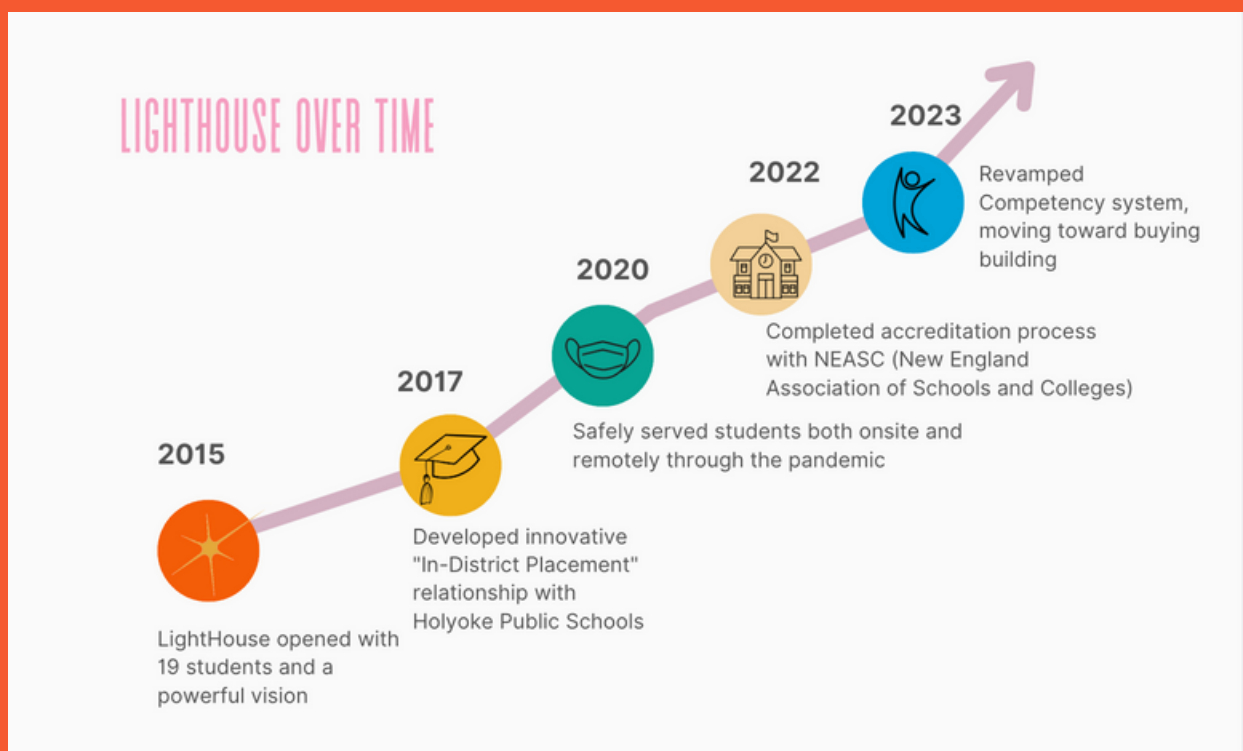 LIGHTHOUSE OVER TIME
2015
LightHouse opened with
19 students and a
powerful vision
2017
Developed innovative
"In-District Placement"
relationship with
Holyoke Public Schools
2020
Safely served students both onsite and
remotely through the pandemic
2022
Completed accreditation process
with NEASC (New England
Association of Schools and Colleges)
2023
Revamped
Competency system,
moving toward buying
building